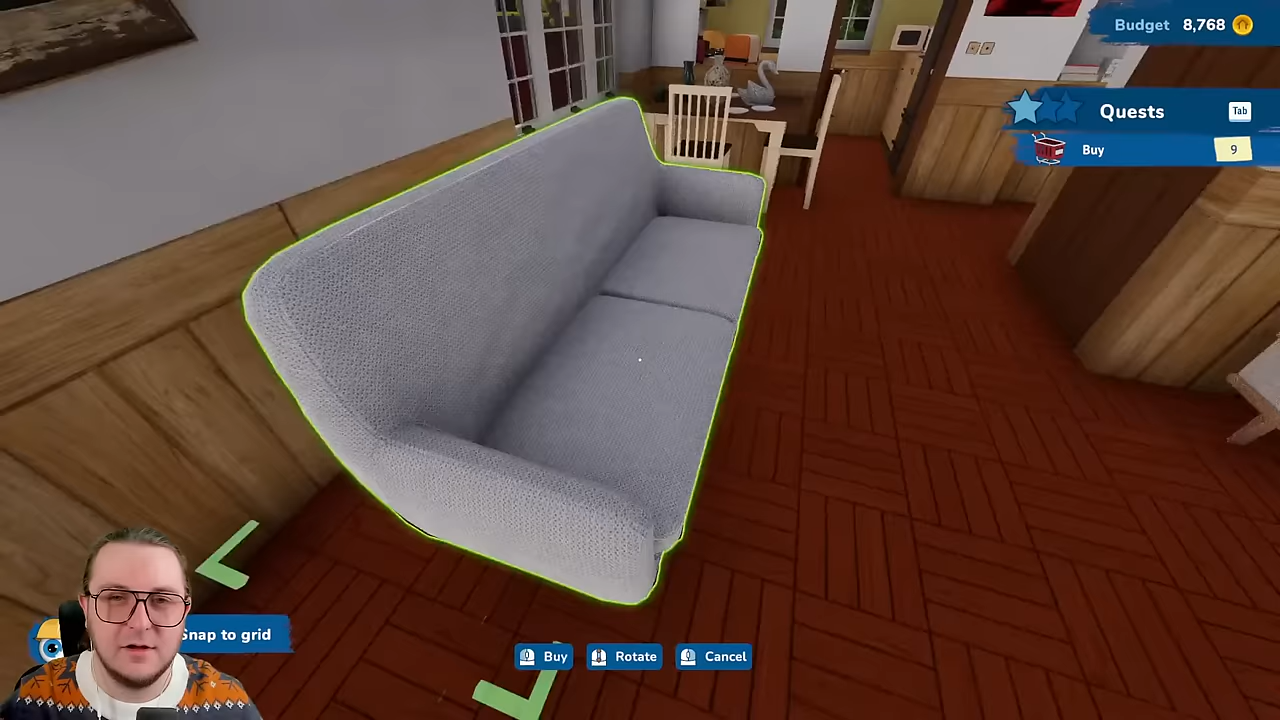 Budget 8,768
Quests Tab
Buy 9
Snap to grid
Buy Rotate Cancel